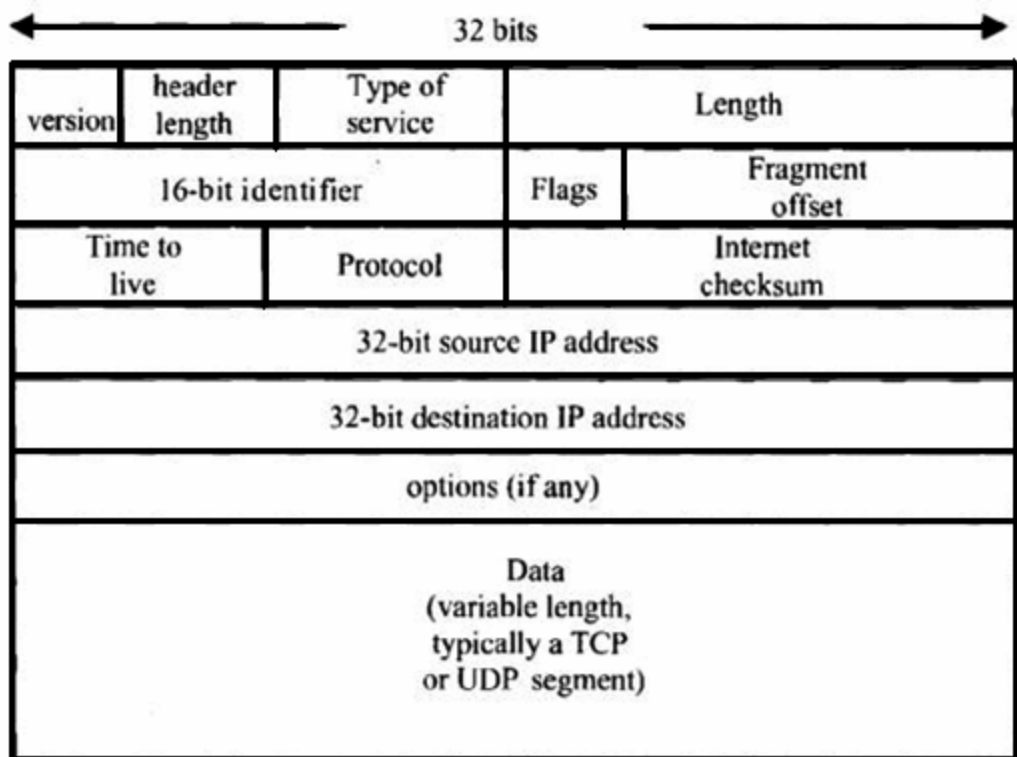 32 bits
version
header
length
Type of
service
Length
16-bit identifier
Flags
Fragment
offset
Time to
live
Protocol
Internet
checksum
32-bit source IP address
32-bit destination IP address
options (if any)
Data
(variable length,
typically a TCP
or UDP segment)